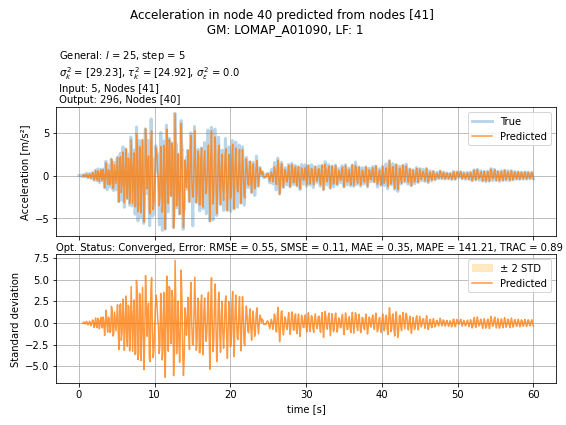 Acceleration in node 40 predicted from nodes [41]
GM: LOMAP_A01090, LF: 1
General: l = 25, step = 5
σ²ₖ = [29.23], τ²ₖ = [24.92], σ²ε = 0.0
Input: 5, Nodes [41]
Output: 296, Nodes [40]
Acceleration [m/s²]
5
0
−5
True
Predicted
Opt. Status: Converged, Error: RMSE = 0.55, SMSE = 0.11, MAE = 0.35, MAPE = 141.21, TRAC = 0.89
Standard deviation
7.5
5.0
2.5
0.0
−2.5
−5.0
± 2 STD
Predicted
0 10 20 30 40 50 60
time [s]